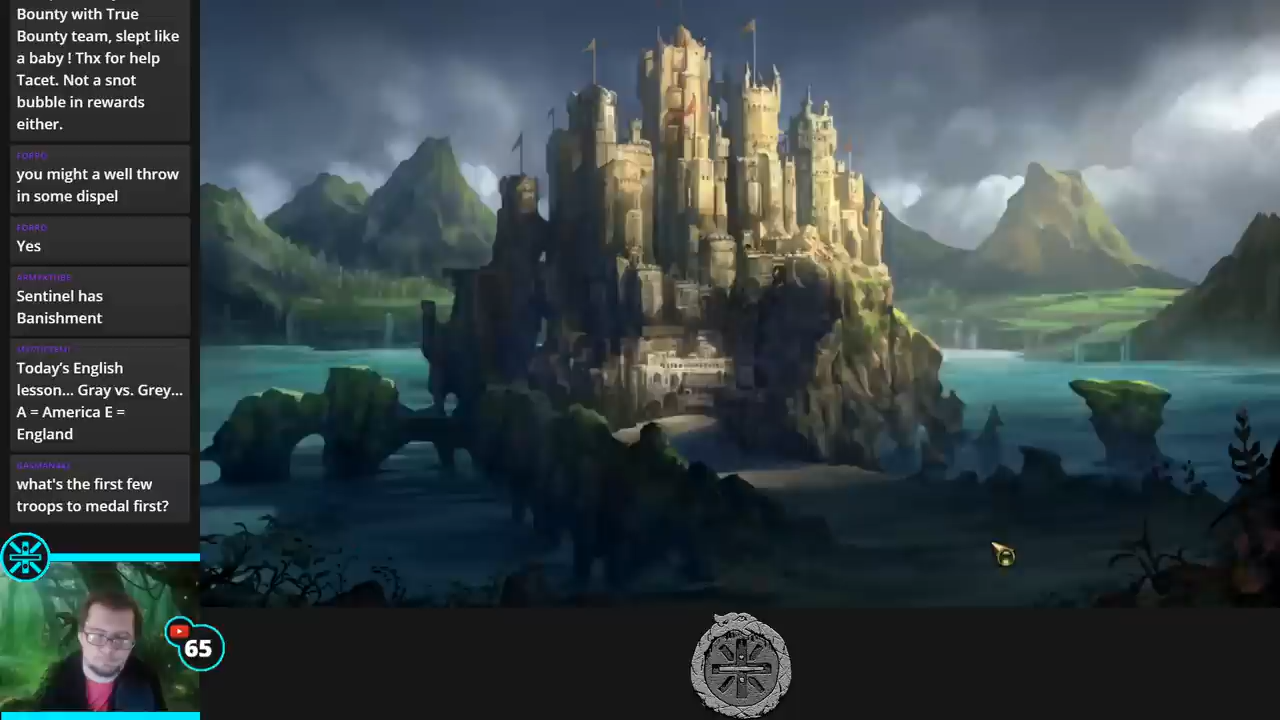 Bounty with True
Bounty team, slept like
a baby ! Thx for help
Tacet. Not a snot
bubble in rewards
either.
FORRO
you might a well throw
in some dispel
FORRO
Yes
Sentinel has
Banishment
Today's English
lesson... Gray vs. Grey...
A = America E =
England
what's the first few
troops to medal first?
65